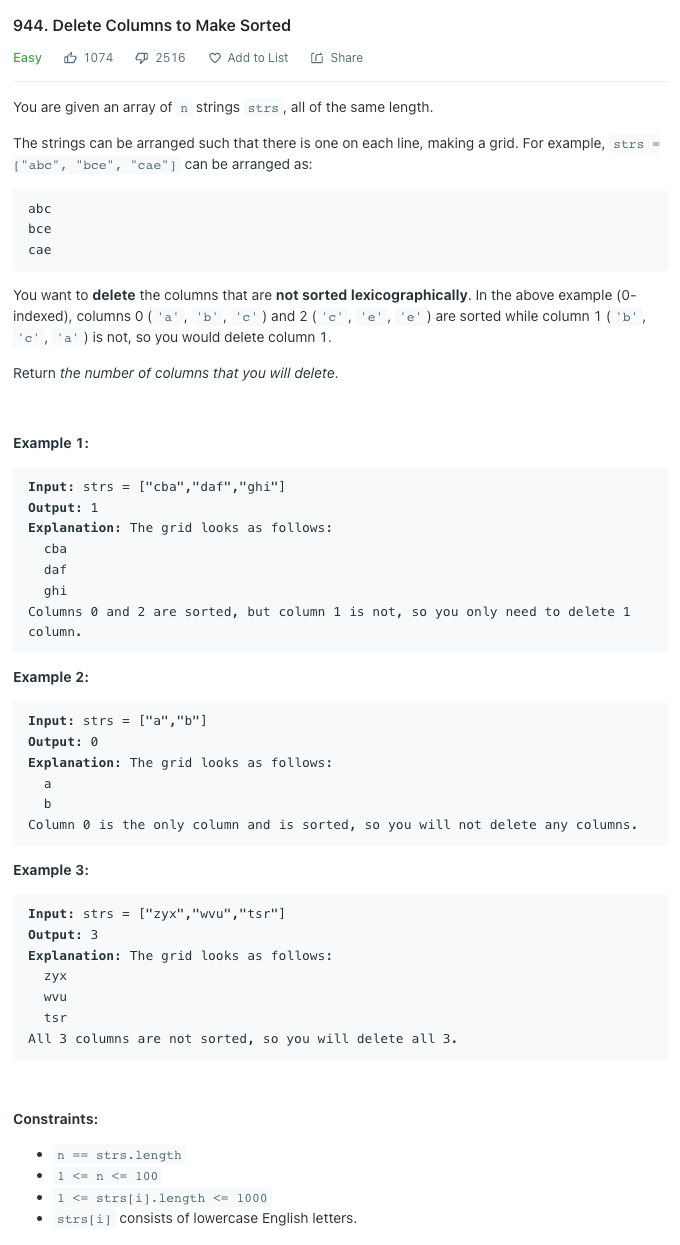 944. Delete Columns to Make Sorted
Easy 1074 2516 Add to List Share
You are given an array of n strings strs, all of the same length.
The strings can be arranged such that there is one on each line, making a grid. For example, strs =
["abc", "bce", "cae"] can be arranged as:
abc
bce
cae
You want to delete the columns that are not sorted lexicographically. In the above example (0-
indexed), columns 0 ('a', 'b', 'c') and 2 ('c', 'e', 'e') are sorted while column 1 ('b',
'c', 'a') is not, so you would delete column 1.
Return the number of columns that you will delete.
Example 1:
Input: strs = ["cba","daf","ghi"]
Output: 1
Explanation: The grid looks as follows:
cba
daf
ghi
Columns 0 and 2 are sorted, but column 1 is not, so you only need to delete 1
column.
Example 2:
Input: strs = ["a","b"]
Output: 0
Explanation: The grid looks as follows:
a
b
Column 0 is the only column and is sorted, so you will not delete any columns.
Example 3:
Input: strs = ["zyx","wvu","tsr"]
Output: 3
Explanation: The grid looks as follows:
zyx
wvu
tsr
All 3 columns are not sorted, so you will delete all 3.
Constraints:
• n == strs.length
• 1 <= n <= 100
• 1 <= strs[i].length <= 1000
• strs[i] consists of lowercase English letters.